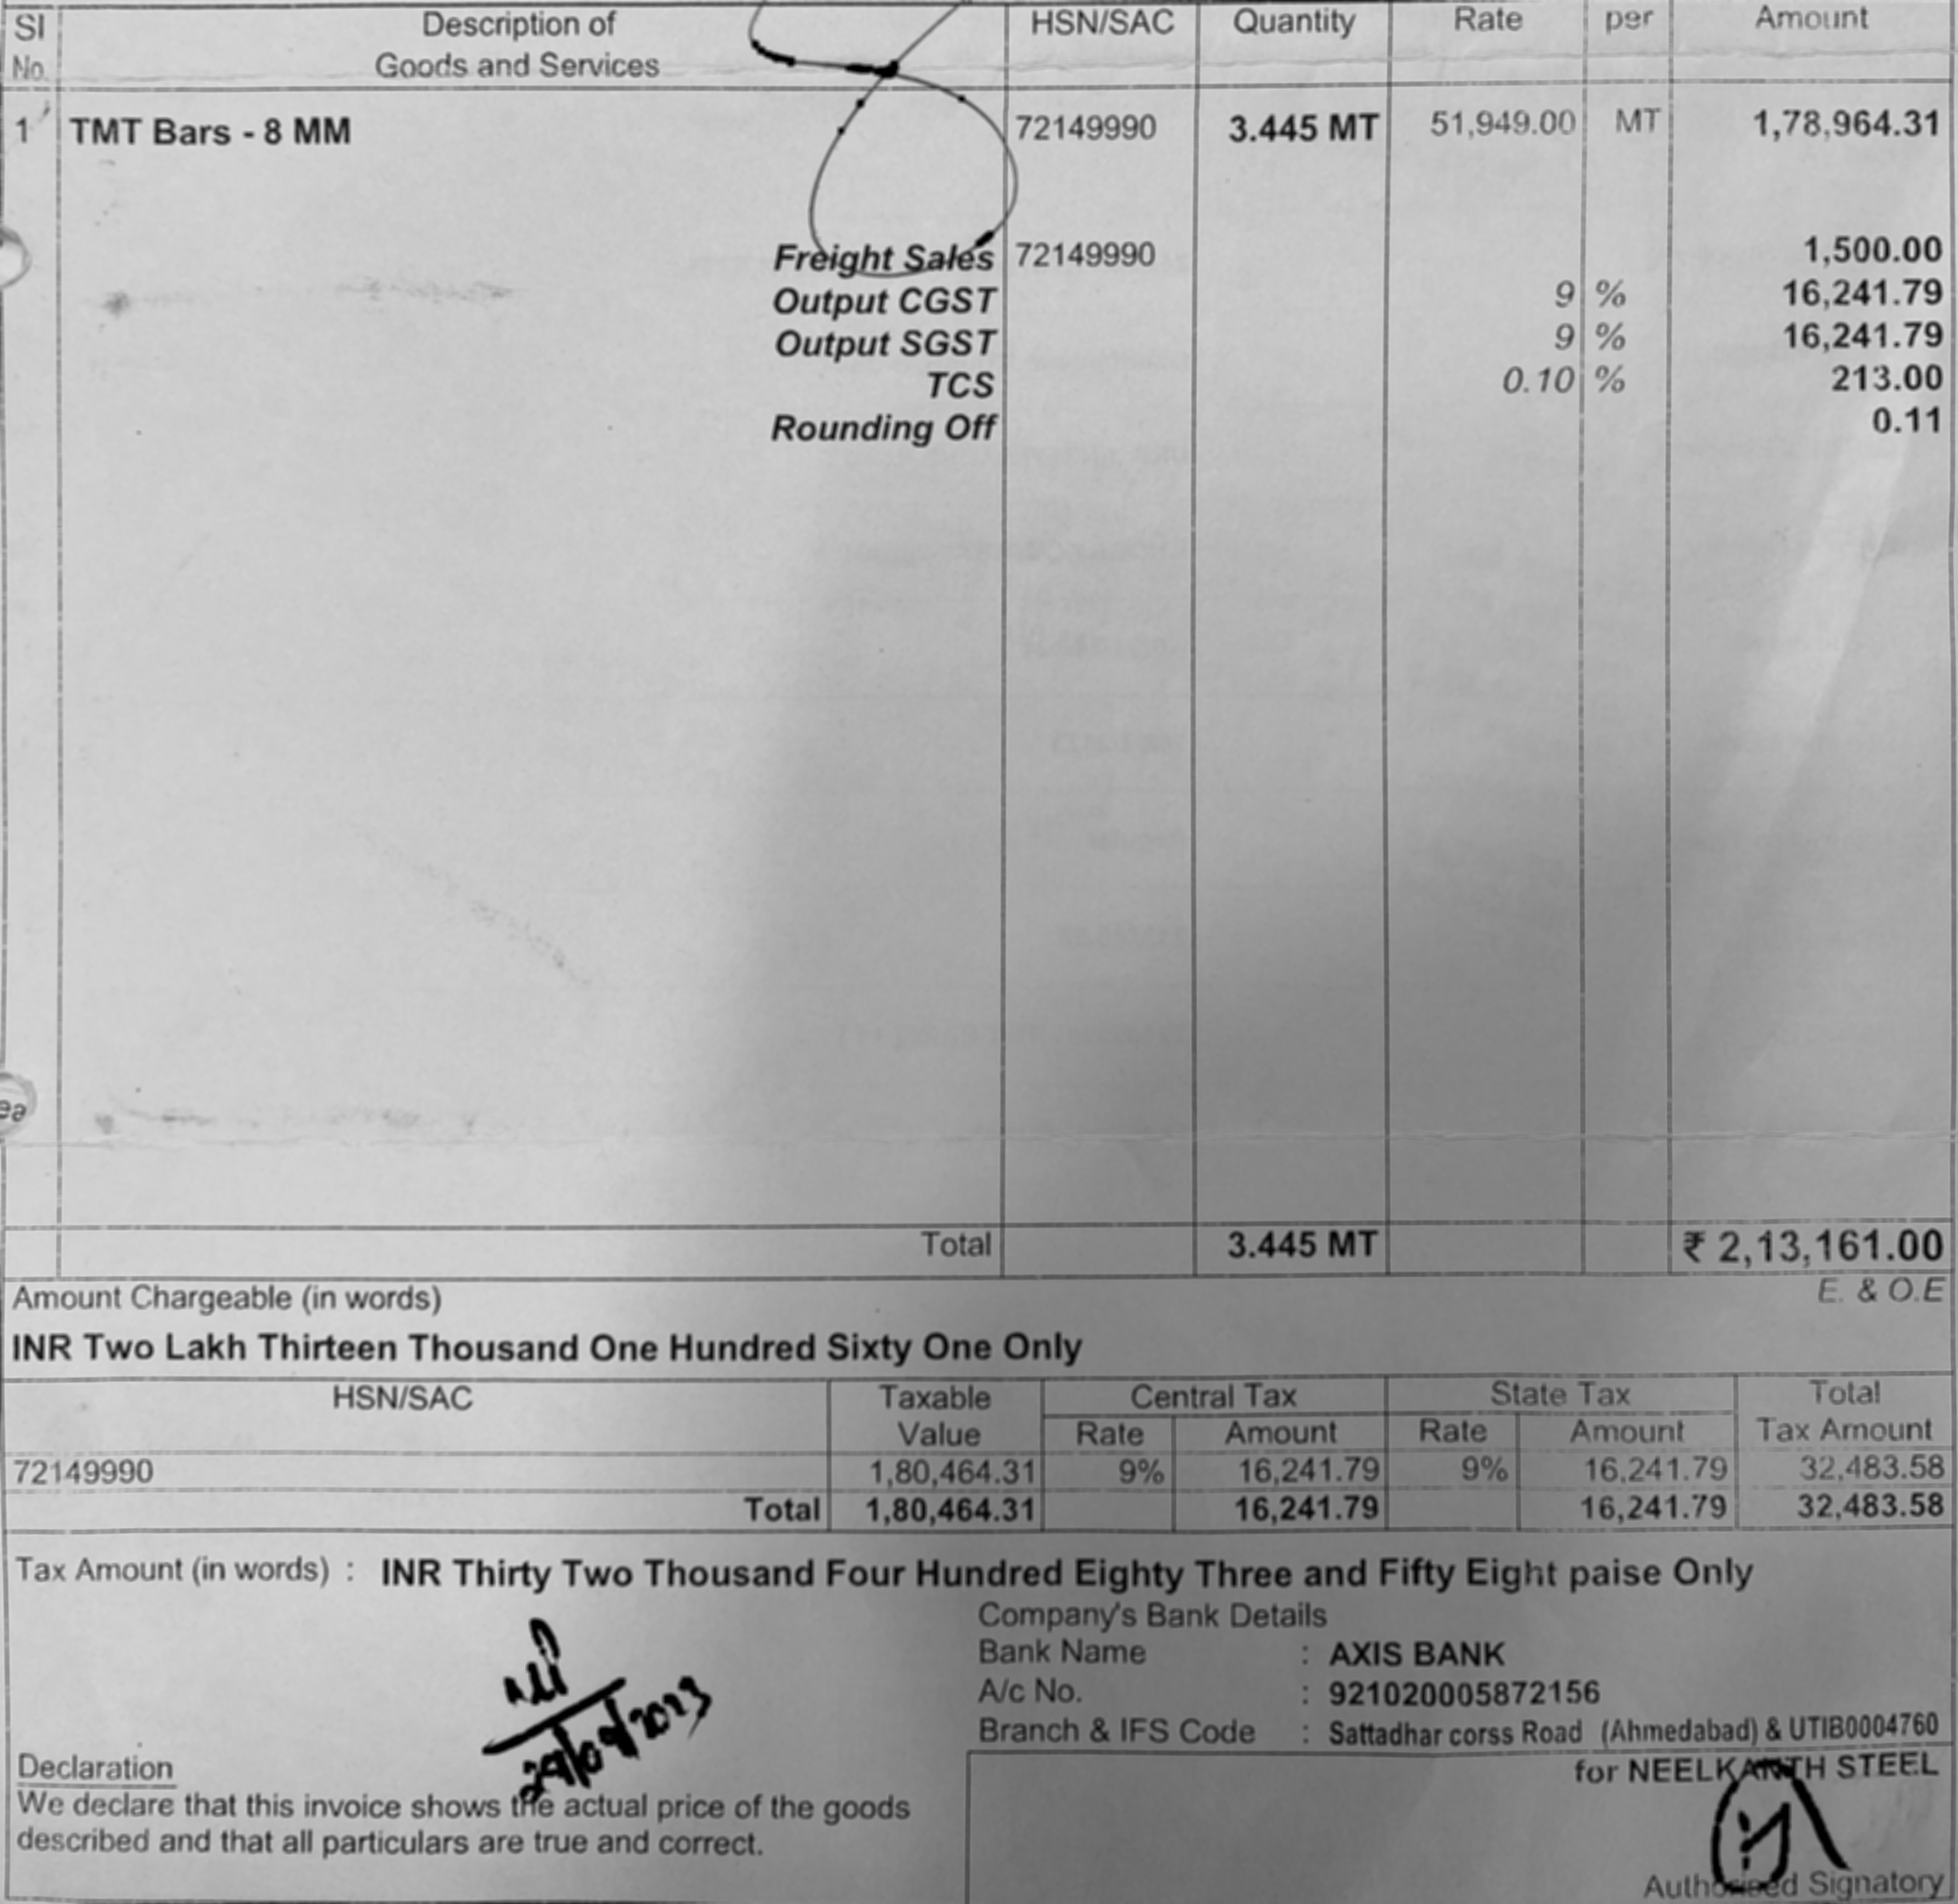 Sl No. Description of Goods and Services HSN/SAC Quantity Rate per Amount
1 TMT Bars - 8 MM 72149990 3.445 MT 51,949.00 MT 1,78,964.31
Freight Sales 72149990 1,500.00
Output CGST 9 % 16,241.79
Output SGST 9 % 16,241.79
TCS 0.10 % 213.00
Rounding Off 0.11
Total 3.445 MT ₹ 2,13,161.00
Amount Chargeable (in words) E. & O.E
INR Two Lakh Thirteen Thousand One Hundred Sixty One Only
HSN/SAC Taxable Value Central Tax State Tax Total Tax Amount
Rate Amount Rate Amount
72149990 1,80,464.31 9% 16,241.79 9% 16,241.79 32,483.58
Total 1,80,464.31 16,241.79 16,241.79 32,483.58
Tax Amount (in words) : INR Thirty Two Thousand Four Hundred Eighty Three and Fifty Eight paise Only
Company's Bank Details
Bank Name : AXIS BANK
A/c No. : 921020005872156
Branch & IFS Code : Sattadhar corss Road (Ahmedabad) & UTIB0004760
29/09/2023
for NEELKANTH STEEL
Declaration
We declare that this invoice shows the actual price of the goods
described and that all particulars are true and correct.
Authorised Signatory